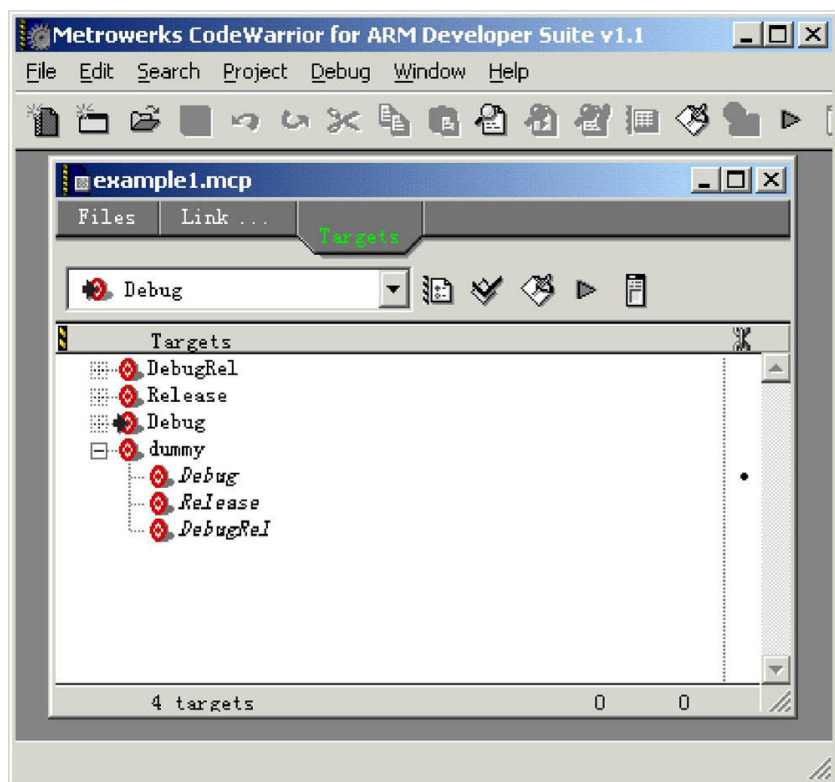 Metrowerks CodeWarrior for ARM Developer Suite v1.1
File Edit Search Project Debug Window Help
example1.mcp
Files Link ... Targets
Debug
Targets
DebugRel
Release
Debug
dummy
Debug
Release
DebugRel
4 targets 0 0